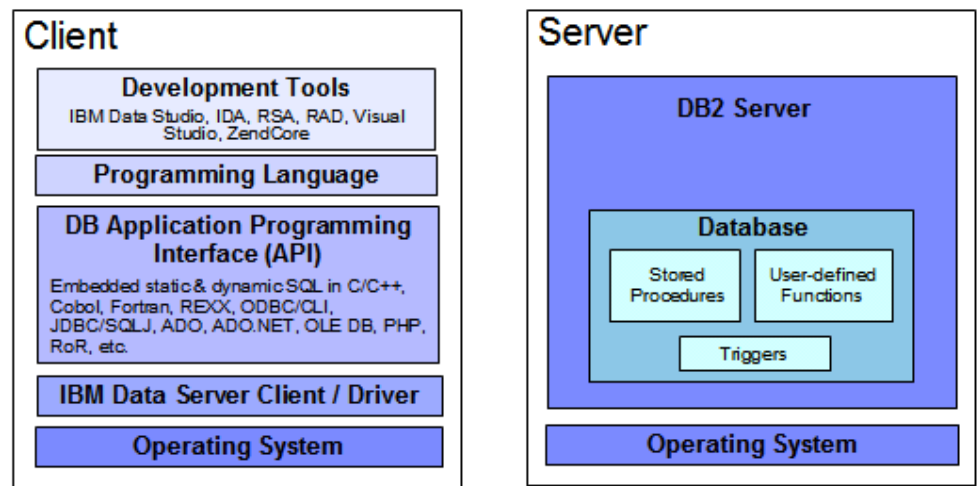 Client
Development Tools
IBM Data Studio, IDA, RSA, RAD, Visual
Studio, ZendCore
Programming Language
DB Application Programming
Interface (API)
Embedded static & dynamic SQL in C/C++,
Cobol, Fortran, REXX, ODBC/CLI,
JDBC/SQLJ, ADO, ADO.NET, OLE DB, PHP,
RoR, etc.
IBM Data Server Client / Driver
Operating System
Server
DB2 Server
Database
Stored
Procedures
User-defined
Functions
Triggers
Operating System